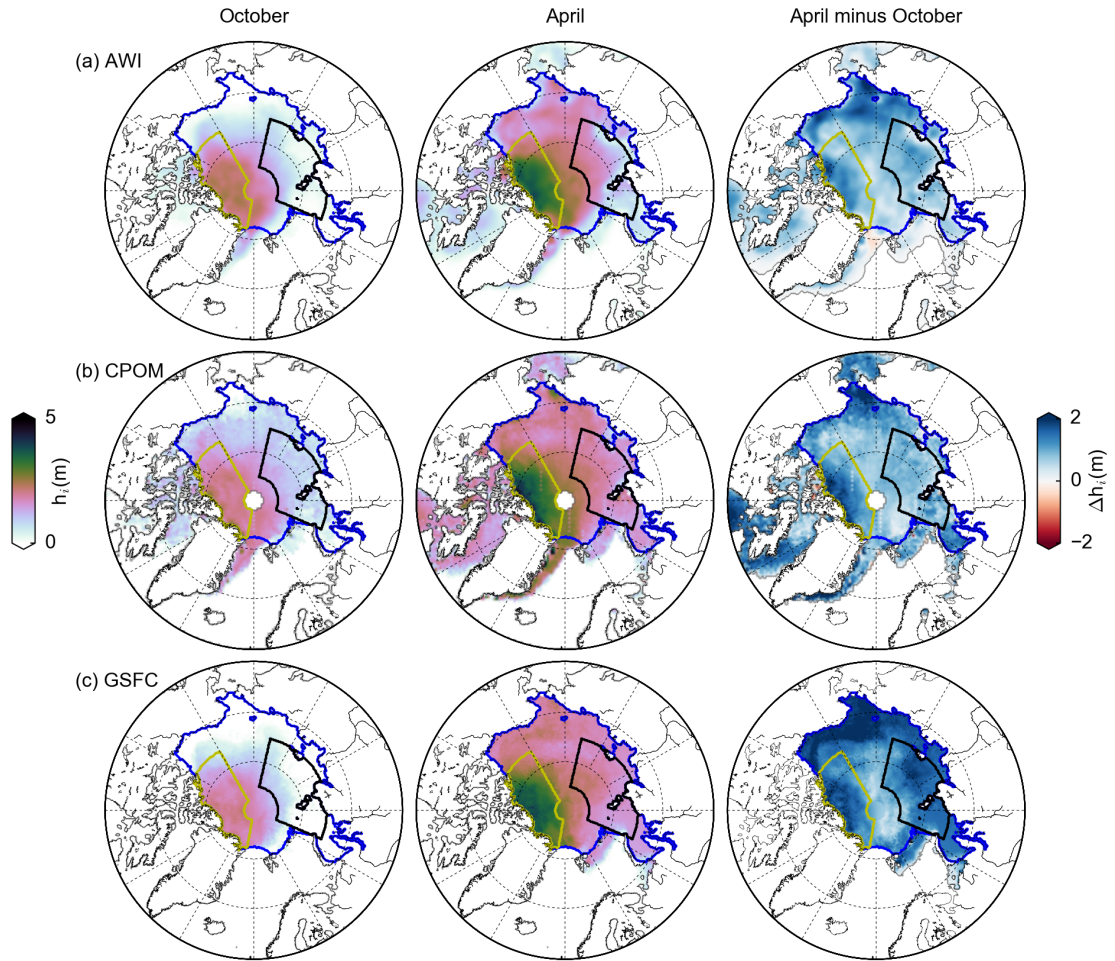 October April April minus October
(a) AWI
(b) CPOM
5
h_i (m)
0
2
0
Δh_i (m)
−2
(c) GSFC